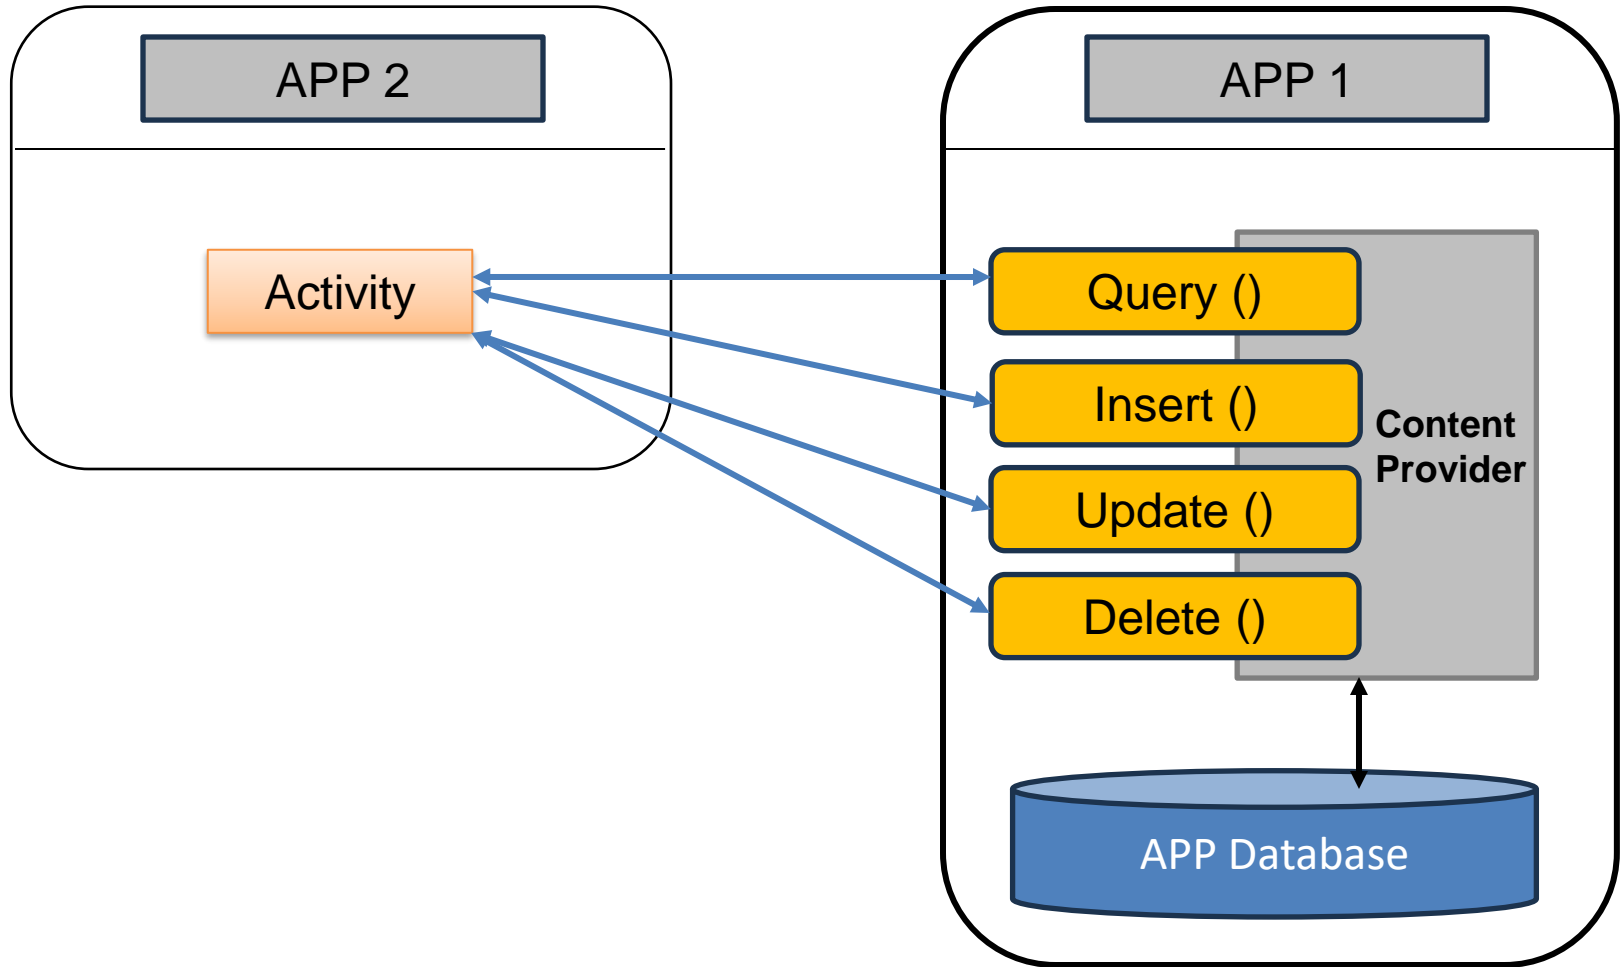 APP 2
APP 1
Activity
Query ()
Insert ()
Content
Provider
Update ()
Delete ()
APP Database